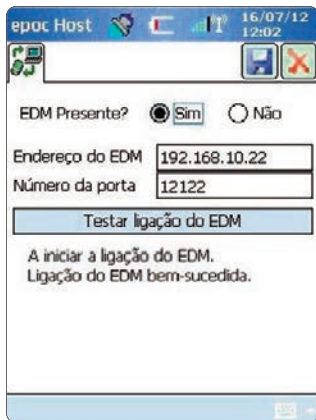 epoc Host
16/07/12
12:02
EDM Presente? Sim Não
Endereço do EDM 192.168.10.22
Número da porta 12122
Testar ligação do EDM
A iniciar a ligação do EDM.
Ligação do EDM bem-sucedida.